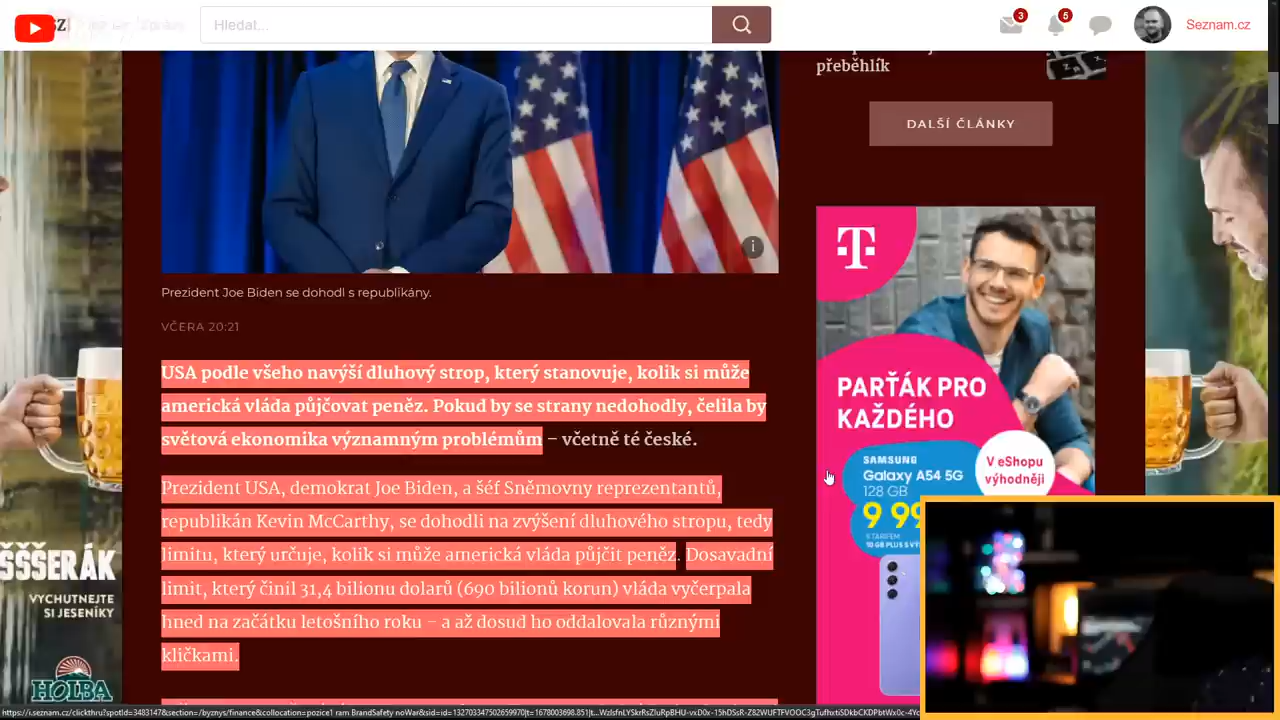 Hledat...
3
5
Seznam.cz
přeběhlík
DALŠÍ ČLÁNKY
Prezident Joe Biden se dohodl s republikány.
VČERA 20:21
USA podle všeho navýší dluhový strop, který stanovuje, kolik si může
americká vláda půjčovat peněz. Pokud by se strany nedohodly, čelila by
světová ekonomika významným problémům – včetně té české.
Prezident USA, demokrat Joe Biden, a šéf Sněmovny reprezentantů,
republikán Kevin McCarthy, se dohodli na zvýšení dluhového stropu, tedy
limitu, který určuje, kolik si může americká vláda půjčit peněz. Dosavadní
limit, který činil 31,4 bilionu dolarů (690 bilionů korun) vláda vyčerpala
hned na začátku letošního roku – a až dosud ho oddalovala různými
kličkami.
T
PARŤÁK PRO
KAŽDÉHO
SAMSUNG
Galaxy A54 5G
128 GB
9 99
V eShopu
výhodněji
ŠŠŠERÁK
VYCHUTNEJTE
SI JESENÍKY
HOLBA